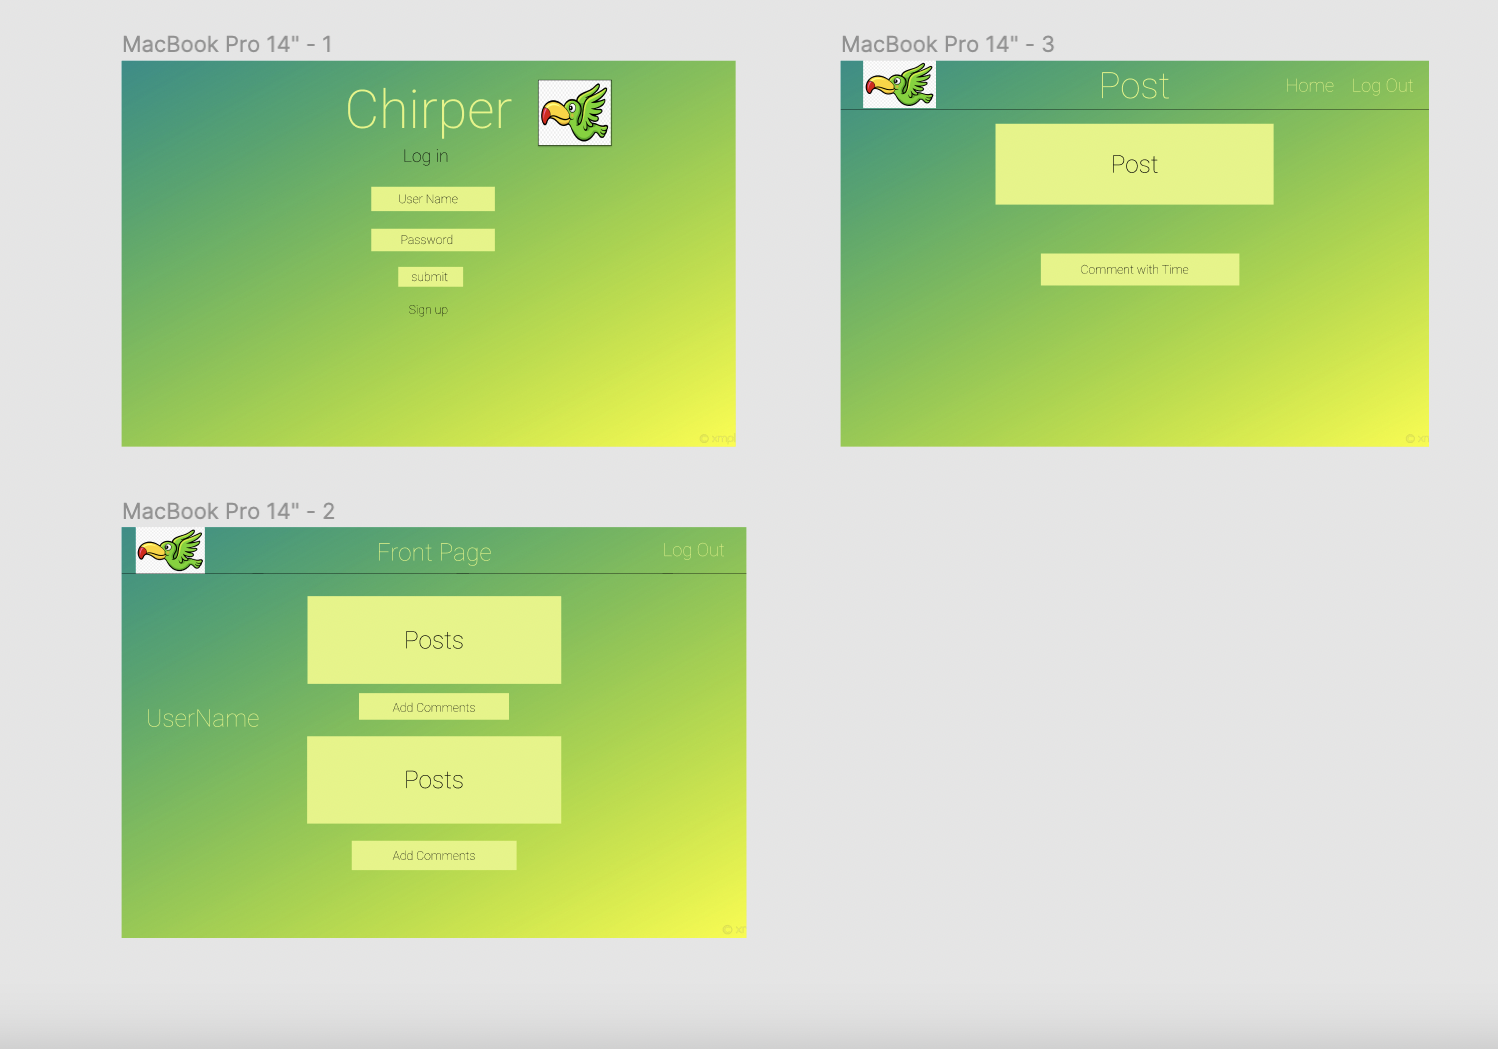 MacBook Pro 14" - 1
Chirper
Log in
User Name
Password
submit
Sign up
MacBook Pro 14" - 3
Post
Home
Log Out
Post
Comment with Time
MacBook Pro 14" - 2
Front Page
Log Out
UserName
Posts
Add Comments
Posts
Add Comments